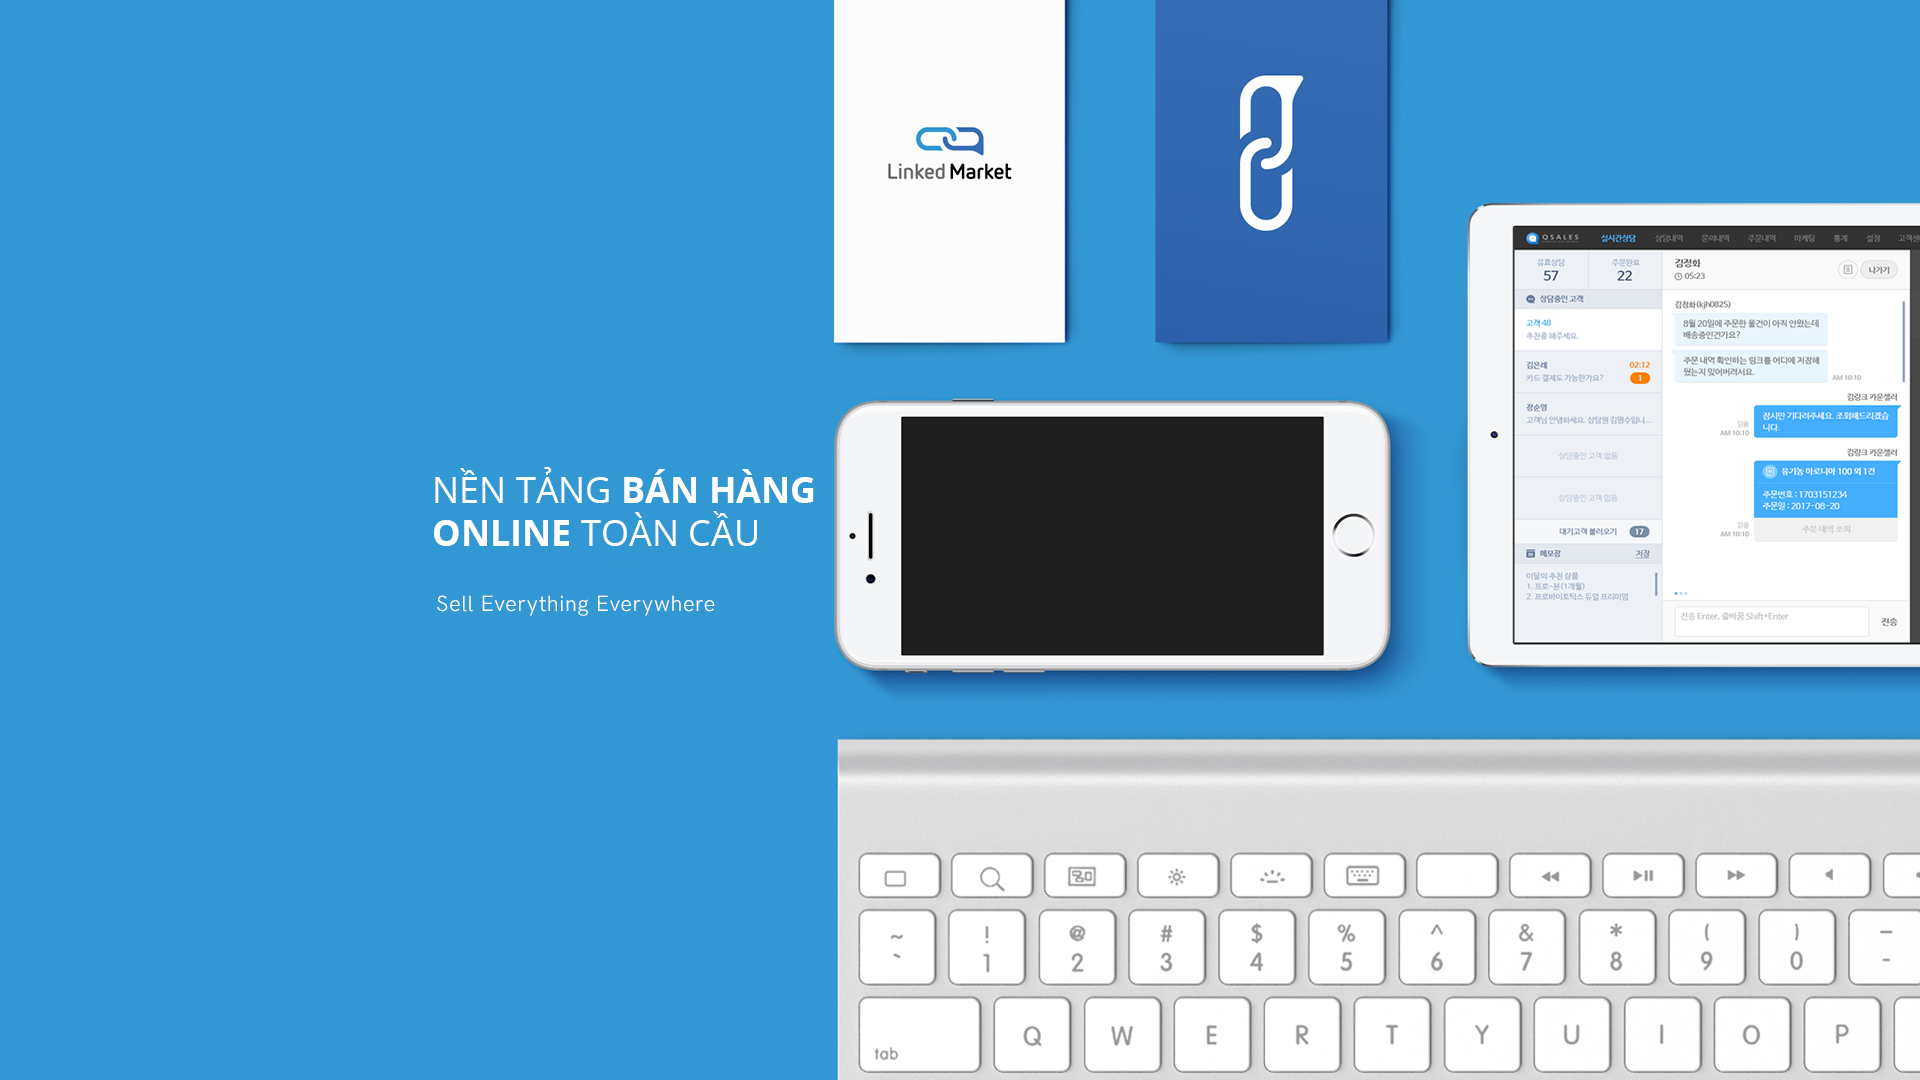 Linked Market
NỀN TẢNG BÁN HÀNG
ONLINE TOÀN CẦU
Sell Everything Everywhere
QSALES
실시간상담 상담내역 문의내역 주문내역 마케팅 통계 설정
유효상담 주문완료
57 22
상담중인 고객
고객 48
추천좀 해주세요.
김은래 02:12
카드 결제도 가능한가요? 1
장순영
고객님 안녕하세요. 상담원 김영수입니...
상담중인 고객 없음
상담중인 고객 없음
대기고객 불러오기 17
메모장 저장
이달의 추천 상품
1. 프로-본(1개월)
2. 프로바이토틱스 듀얼 프리미엄
김정화
05:23
나가기
김정화(kjh0825)
8월 20일에 주문한 물건이 아직 안왔는데
배송중인건가요?
주문 내역 확인하는 링크를 어디에 저장해
뒀는지 잊어버려서요.
AM 10:10
김링크 카운셀러
잠시만 기다려주세요. 조회해드리겠습
니다.
읽음
AM 10:10
김링크 카운셀러
유기농 아로니아 100 외 1건
주문번호 : 1703151234
주문일 : 2017-08-20
주문 내역 조회
읽음
AM 10:10
전송 Enter, 줄바꿈 Shift+Enter
전송
~ ! @ # $ % ^ & * ( ) –
` 1 2 3 4 5 6 7 8 9 0 -
tab Q W E R T Y U I O P